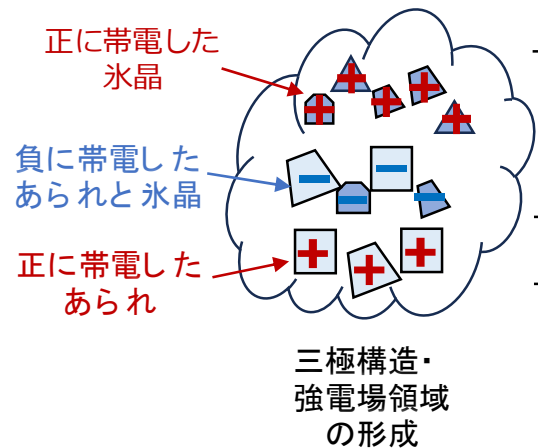 正に帯電した
氷晶
負に帯電した
あられと氷晶
正に帯電した
あられ
三極構造・
強電場領域
の形成